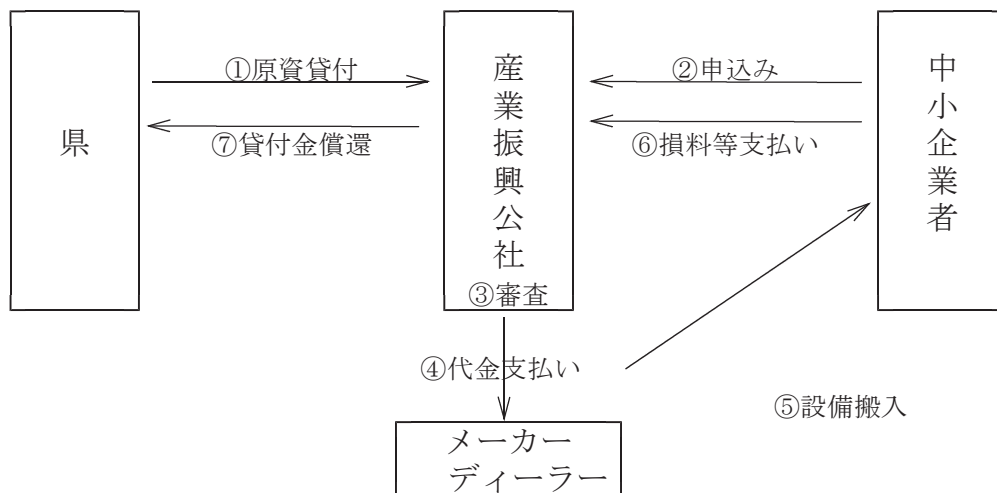 県
①原資貸付
⑦貸付金償還
産業振興公社
③審査
②申込み
⑥損料等支払い
中小企業者
④代金支払い
⑤設備搬入
メーカー
ディーラー